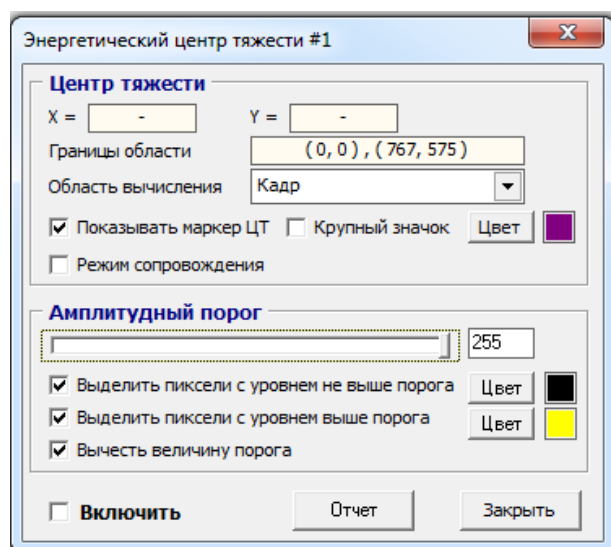 Энергетический центр тяжести #1
Центр тяжести
X = - Y = -
Границы области ( 0, 0 ) , ( 767, 575 )
Область вычисления Кадр
Показывать маркер ЦТ Крупный значок Цвет
Режим сопровождения
Амплитудный порог
255
Выделить пиксели с уровнем не выше порога Цвет
Выделить пиксели с уровнем выше порога Цвет
Вычесть величину порога
Включить Отчет Закрыть